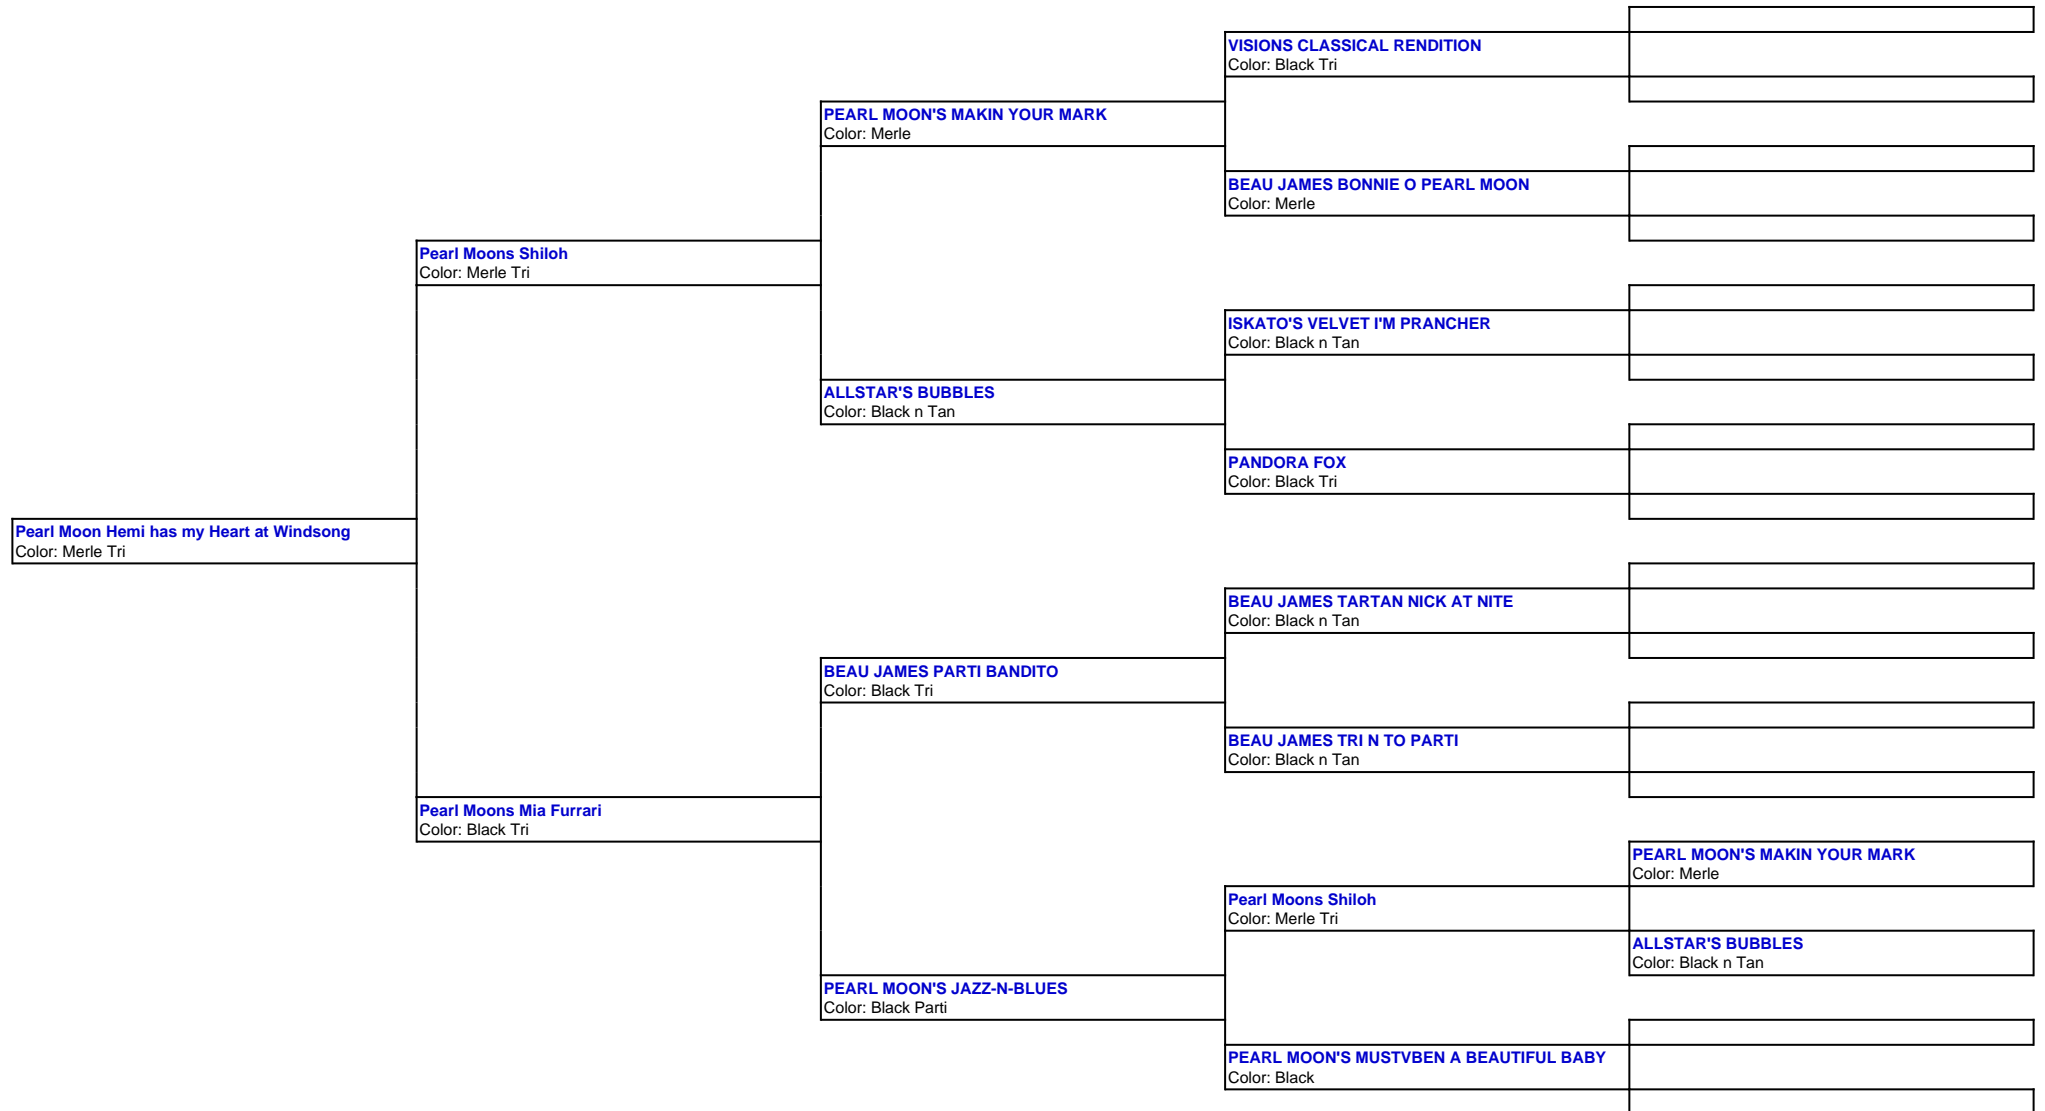 VISIONS CLASSICAL RENDITION
Color: Black Tri
PEARL MOON'S MAKIN YOUR MARK
Color: Merle
BEAU JAMES BONNIE O PEARL MOON
Color: Merle
Pearl Moons Shiloh
Color: Merle Tri
ISKATO'S VELVET I'M PRANCHER
Color: Black n Tan
ALLSTAR'S BUBBLES
Color: Black n Tan
PANDORA FOX
Color: Black Tri
Pearl Moon Hemi has my Heart at Windsong
Color: Merle Tri
BEAU JAMES TARTAN NICK AT NITE
Color: Black n Tan
BEAU JAMES PARTI BANDITO
Color: Black Tri
BEAU JAMES TRI N TO PARTI
Color: Black n Tan
Pearl Moons Mia Furrari
Color: Black Tri
PEARL MOON'S MAKIN YOUR MARK
Color: Merle
Pearl Moons Shiloh
Color: Merle Tri
ALLSTAR'S BUBBLES
Color: Black n Tan
PEARL MOON'S JAZZ-N-BLUES
Color: Black Parti
PEARL MOON'S MUSTVBEN A BEAUTIFUL BABY
Color: Black